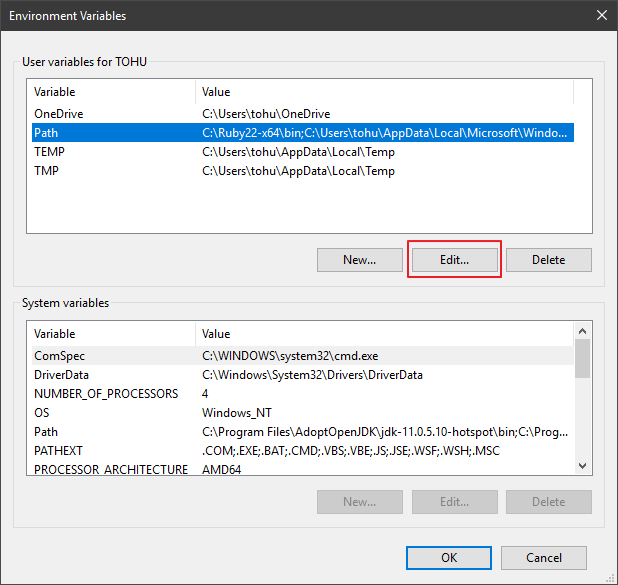 Environment Variables
User variables for TOHU
Variable Value
OneDrive C:\Users\tohu\OneDrive
Path C:\Ruby22-x64\bin;C:\Users\tohu\AppData\Local\Microsoft\Windo...
TEMP C:\Users\tohu\AppData\Local\Temp
TMP C:\Users\tohu\AppData\Local\Temp
New... Edit... Delete
System variables
Variable Value
ComSpec C:\WINDOWS\system32\cmd.exe
DriverData C:\Windows\System32\Drivers\DriverData
NUMBER_OF_PROCESSORS 4
OS Windows_NT
Path C:\Program Files\AdoptOpenJDK\jdk-11.0.5.10-hotspot\bin;C:\Prog...
PATHEXT .COM;.EXE;.BAT;.CMD;.VBS;.VBE;.JS;.JSE;.WSF;.WSH;.MSC
PROCESSOR_ARCHITECTURE AMD64
New... Edit... Delete
OK Cancel